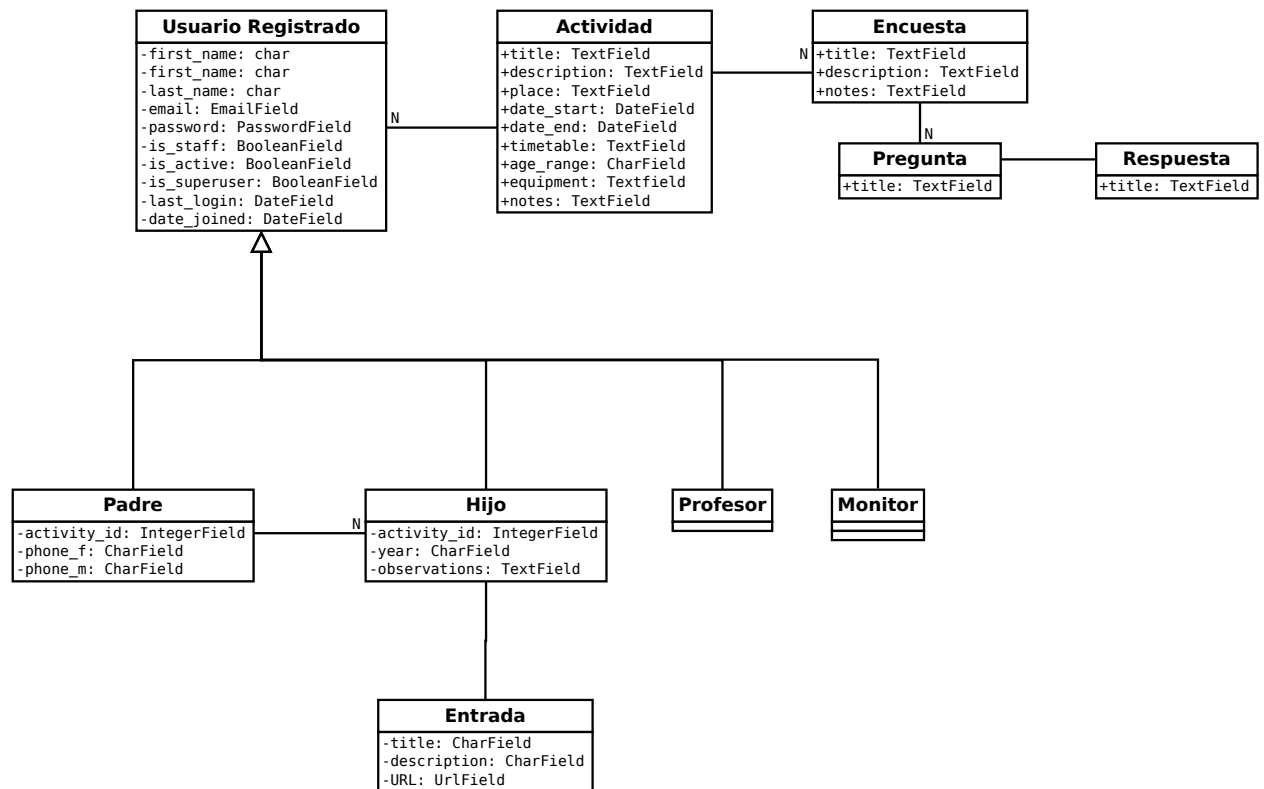 Usuario Registrado
-first_name: char
-first_name: char
-last_name: char
-email: EmailField
-password: PasswordField
-is_staff: BooleanField
-is_active: BooleanField
-is_superuser: BooleanField
-last_login: DateField
-date_joined: DateField
N
Actividad
+title: TextField
+description: TextField
+place: TextField
+date_start: DateField
+date_end: DateField
+timetable: TextField
+age_range: CharField
+equipment: Textfield
+notes: TextField
N
Encuesta
+title: TextField
+description: TextField
+notes: TextField
N
Pregunta
+title: TextField
Respuesta
+title: TextField
Padre
-activity_id: IntegerField
-phone_f: CharField
-phone_m: CharField
N
Hijo
-activity_id: IntegerField
-year: CharField
-observations: TextField
Profesor
Monitor
Entrada
-title: CharField
-description: CharField
-URL: UrlField